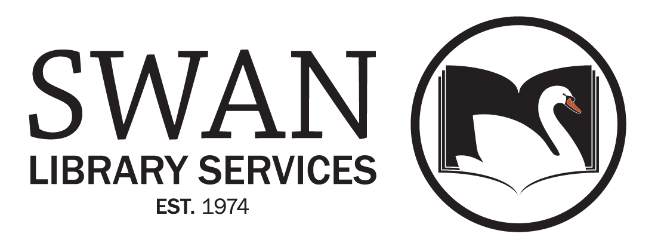 SWAN
LIBRARY SERVICES
EST. 1974